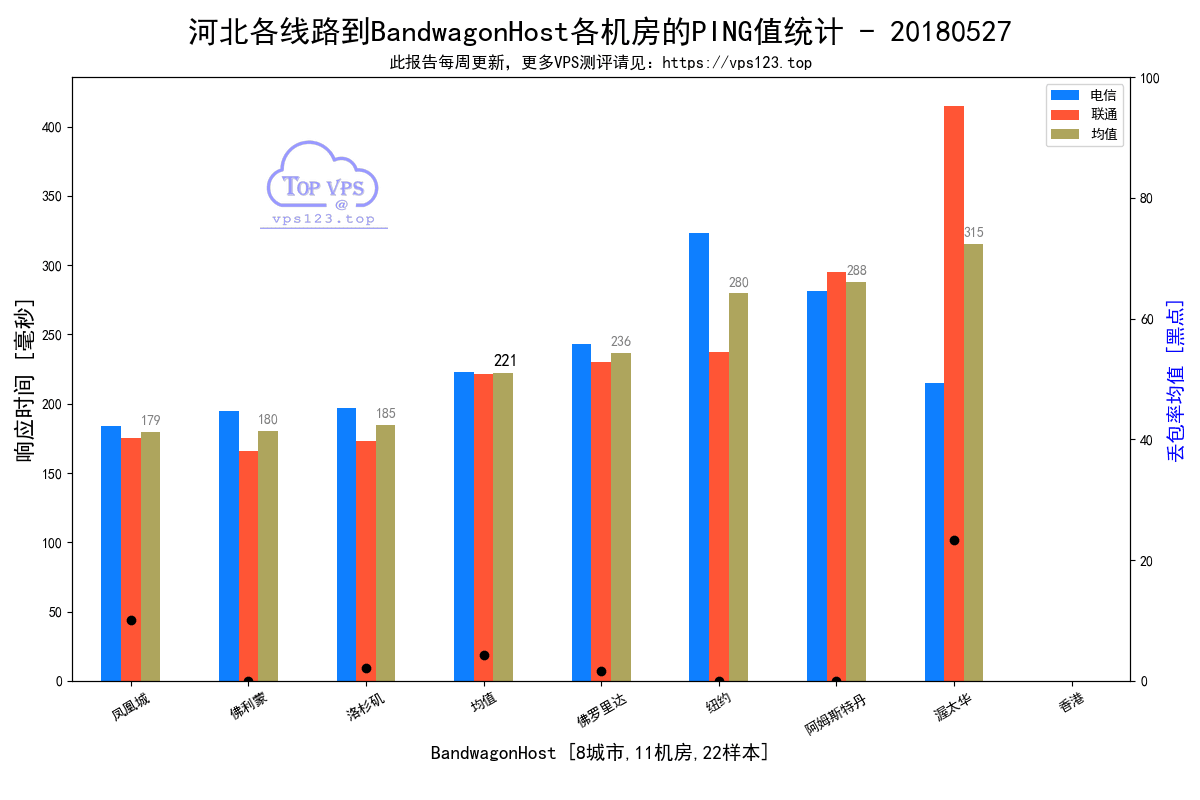 河北各线路到BandwagonHost各机房的PING值统计 - 20180527
此报告每周更新，更多VPS测评请见：https://vps123.top
电信
联通
均值
TOP VPS
@
vps123.top
响应时间 [毫秒]
400
350
300
250
200
150
100
50
0
100
80
60
40
20
0
丢包率均值 [黑点]
179
180
185
221
236
280
288
315
凤凰城
佛利蒙
洛杉矶
均值
佛罗里达
纽约
阿姆斯特丹
渥太华
香港
BandwagonHost [8城市,11机房,22样本]